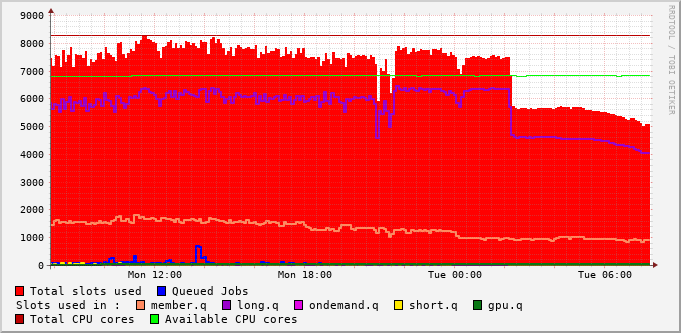 RRDTOOL / TOBI OETIKER
9000
8000
7000
6000
5000
4000
3000
2000
1000
0
Mon 12:00 Mon 18:00 Tue 00:00 Tue 06:00
Total slots used Queued Jobs
Slots used in : member.q long.q ondemand.q short.q gpu.q
Total CPU cores Available CPU cores